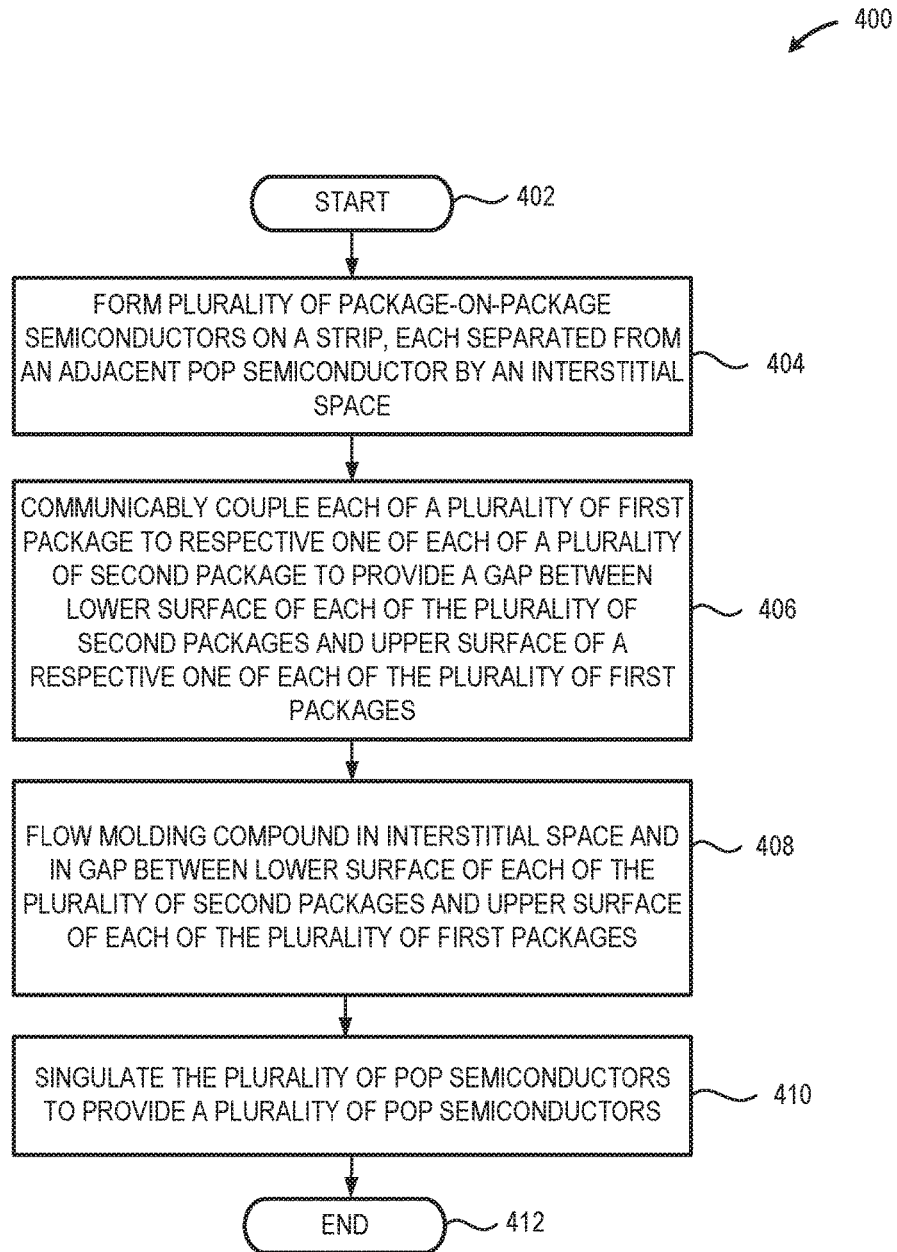 400
START
402
FORM PLURALITY OF PACKAGE-ON-PACKAGE
SEMICONDUCTORS ON A STRIP, EACH SEPARATED FROM
AN ADJACENT POP SEMICONDUCTOR BY AN INTERSTITIAL
SPACE
404
COMMUNICABLY COUPLE EACH OF A PLURALITY OF FIRST
PACKAGE TO RESPECTIVE ONE OF EACH OF A PLURALITY
OF SECOND PACKAGE TO PROVIDE A GAP BETWEEN
LOWER SURFACE OF EACH OF THE PLURALITY OF
SECOND PACKAGES AND UPPER SURFACE OF A
RESPECTIVE ONE OF EACH OF THE PLURALITY OF FIRST
PACKAGES
406
FLOW MOLDING COMPOUND IN INTERSTITIAL SPACE AND
IN GAP BETWEEN LOWER SURFACE OF EACH OF THE
PLURALITY OF SECOND PACKAGES AND UPPER SURFACE
OF EACH OF THE PLURALITY OF FIRST PACKAGES
408
SINGULATE THE PLURALITY OF POP SEMICONDUCTORS
TO PROVIDE A PLURALITY OF POP SEMICONDUCTORS
410
END
412